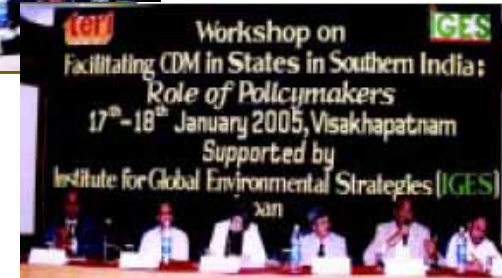 teri
IGES
Workshop on
Facilitating CDM in States in Southern India:
Role of Policymakers
17th-18th January 2005, Visakhapatnam
Supported by
Institute for Global Environmental Strategies (IGES)